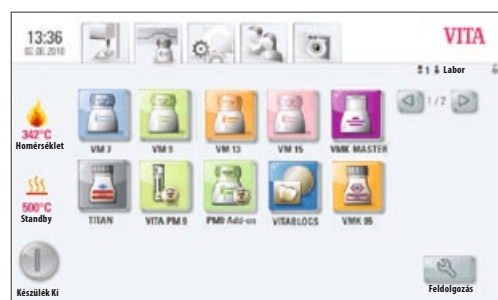 13:36
02.06.2010
VITA
1 Labor
342°C
Homérséklet
VM 7
VM 9
VM 13
VM 15
VMK MASTER
1/2
500°C
Standby
TITAN
VITA PM 9
PM9 Add-on
VITABLOCS
VMK 95
Készülék Ki
Feldolgozás